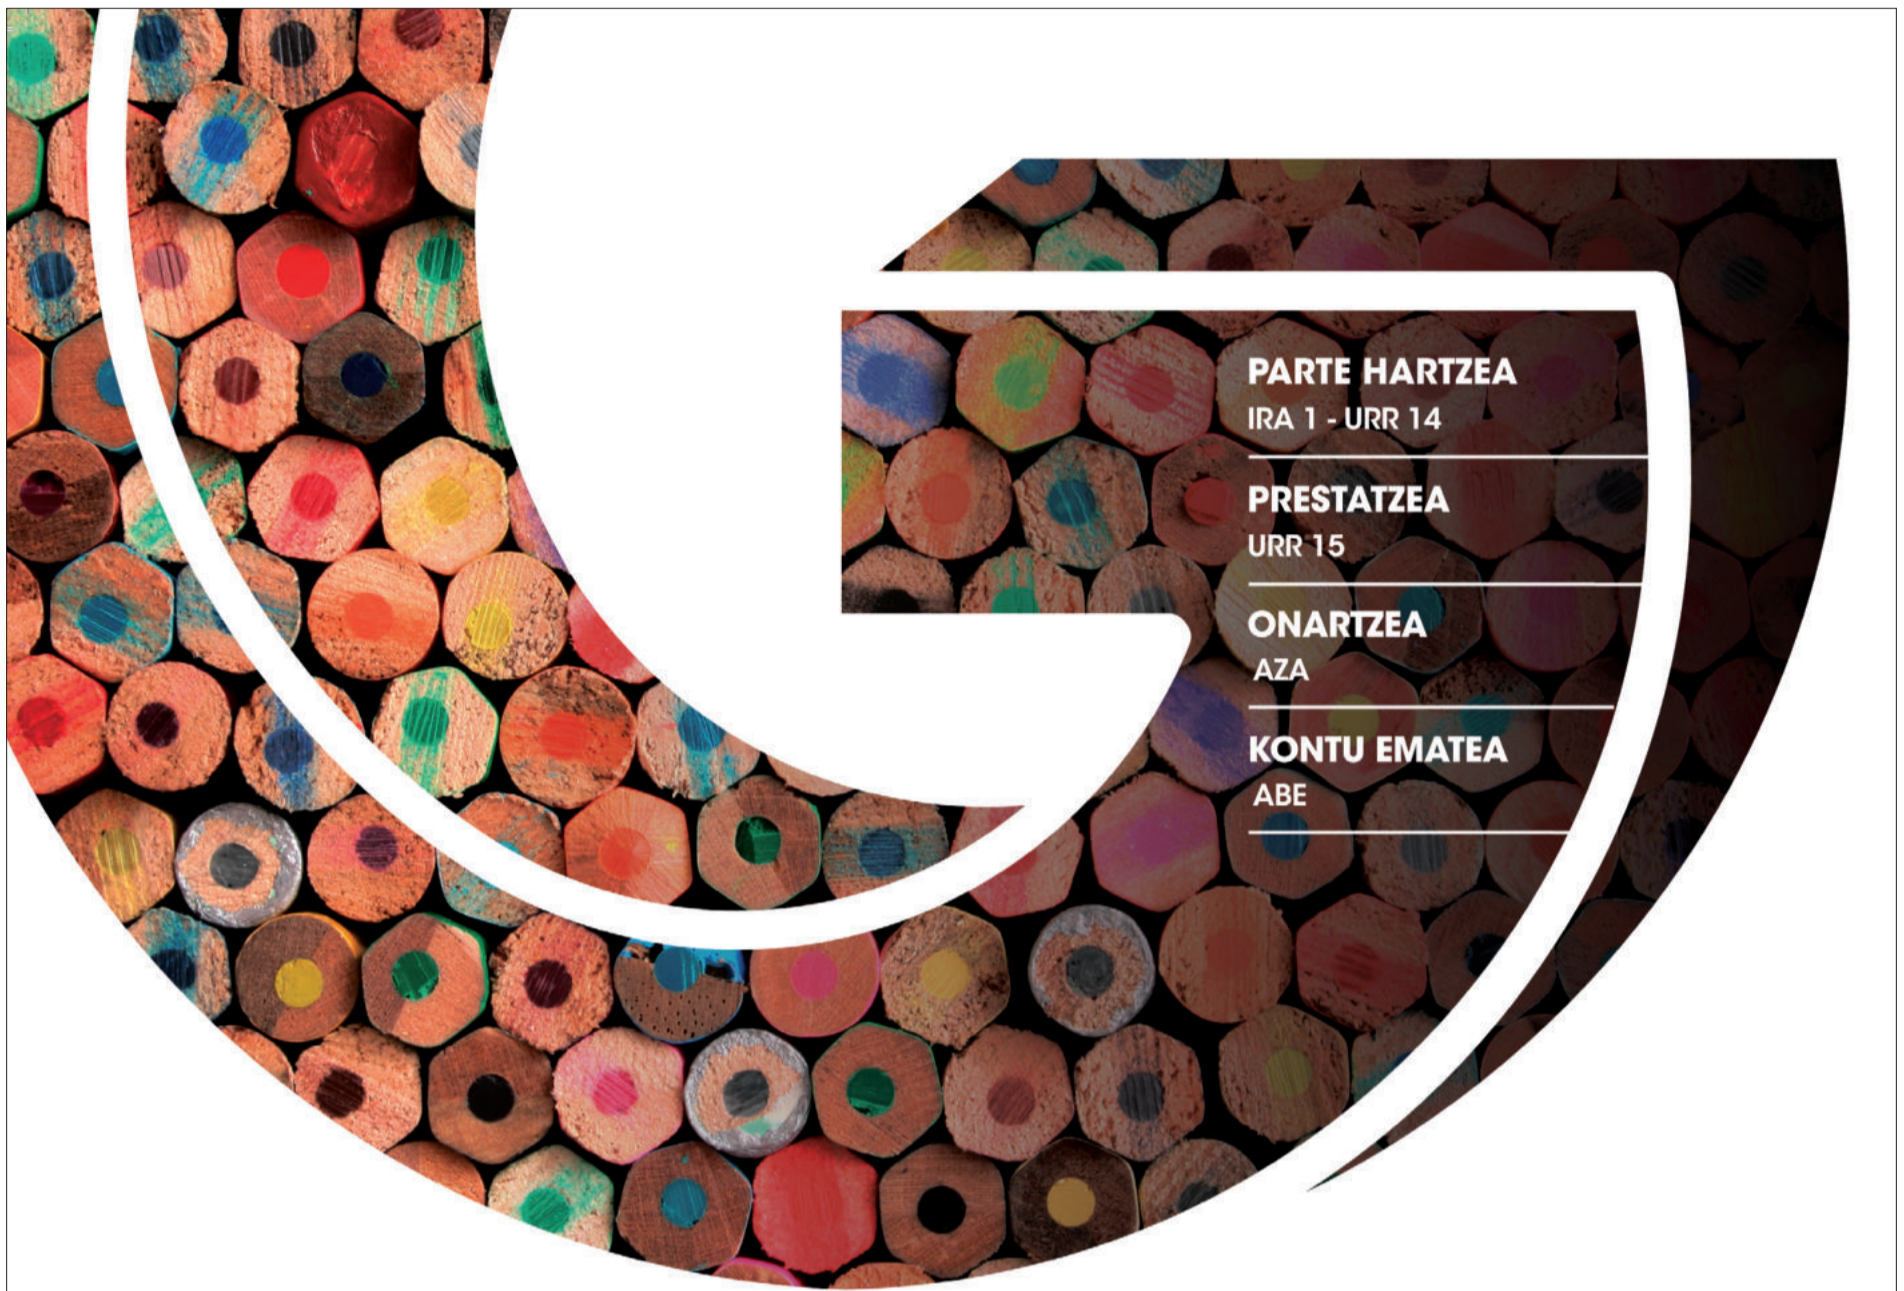 PARTE HARTZEA
IRA 1 - URR 14
PRESTATZEA
URR 15
ONARTZEA
AZA
KONTU EMATEA
ABE